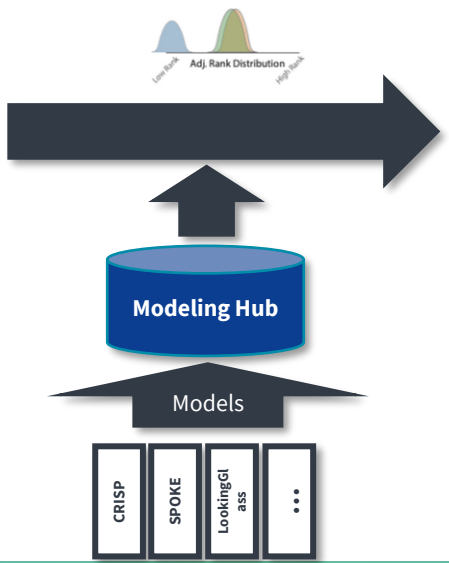 Low Rank
Adj. Rank Distribution
High Rank
Modeling Hub
Models
CRISP
SPOKE
LookingGl
ass
...